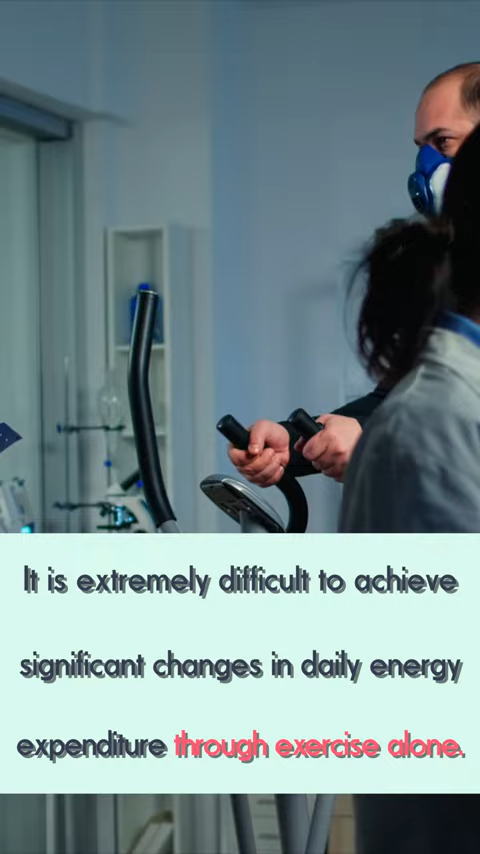 It is extremely difficult to achieve
significant changes in daily energy
expenditure through exercise alone.